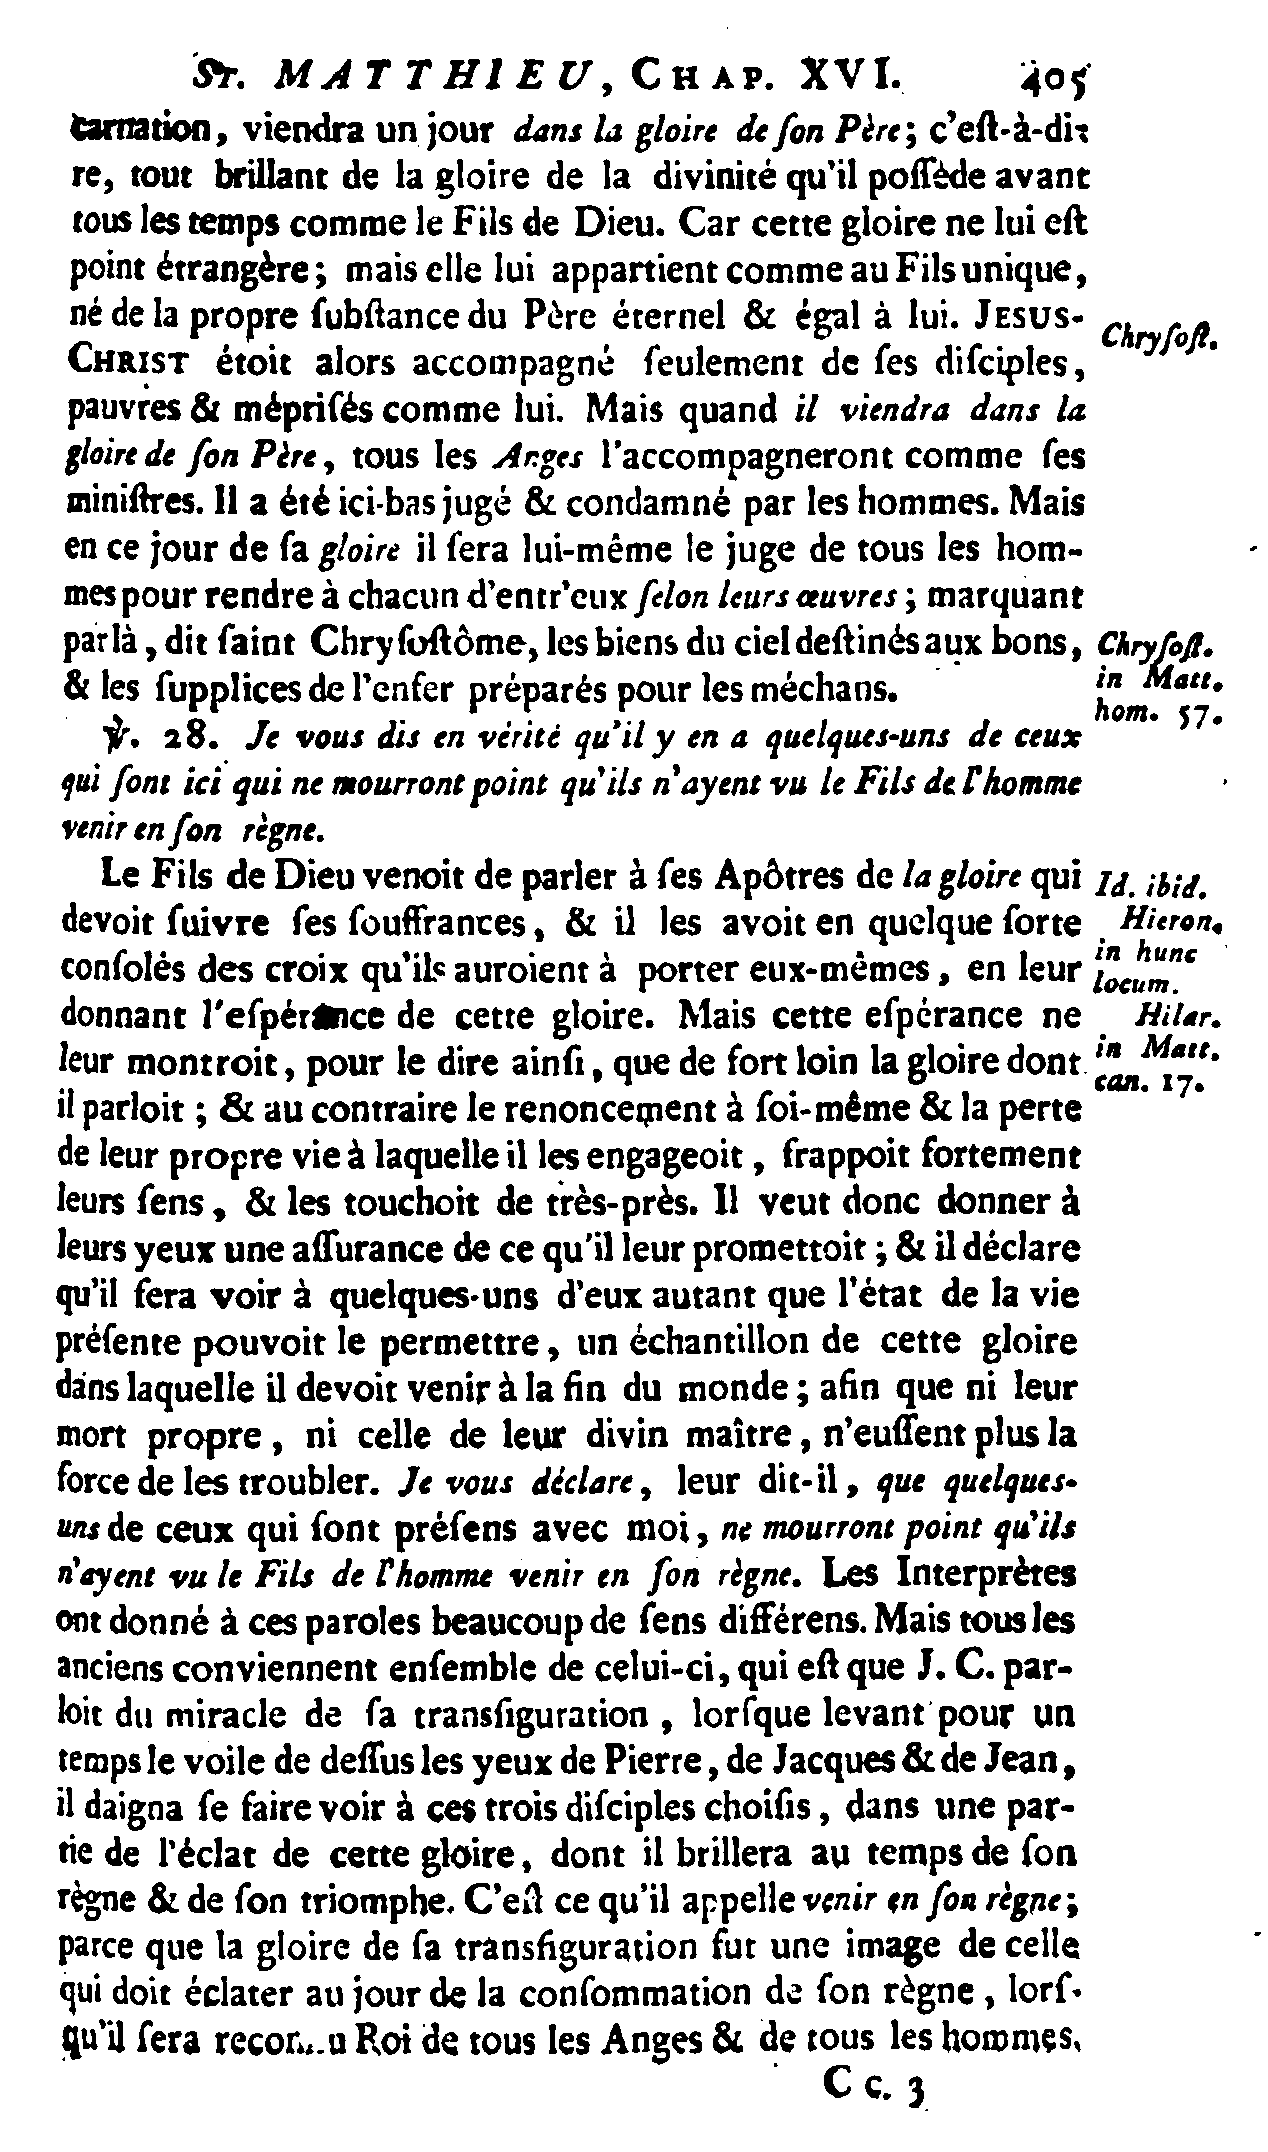 St. MATTHIEU, CHAP. XVI. 405
carnation, viendra un jour dans la gloire de ſon Père; c'eſt-à-di-
re, tout brillant de la gloire de la divinité qu'il poſſède avant
tous les temps comme le Fils de Dieu. Car cette gloire ne lui eſt
point étrangère; mais elle lui appartient comme au Fils unique,
né de la propre ſubſtance du Père éternel & égal à lui. JESUS-
Chryſoſt.
CHRIST étoit alors accompagné ſeulement de ſes diſciples,
pauvres & mépriſés comme lui. Mais quand il viendra dans la
gloire de ſon Père, tous les Anges l'accompagneront comme ſes
miniſtres. Il a été ici-bas jugé & condamné par les hommes. Mais
en ce jour de ſa gloire il ſera lui-même le juge de tous les hom-
mes pour rendre à chacun d'entr'eux ſelon leurs œuvres; marquant
par là, dit ſaint Chryſoſtôme, les biens du ciel deſtinés aux bons,
& les ſupplices de l'enfer préparés pour les méchans.
Chryſoſt.
in Matt.
hom. 57.
℣. 28. Je vous dis en vérité qu'il y en a quelques-uns de ceux
qui ſont ici qui ne mourront point qu'ils n'ayent vu le Fils de l'homme
venir en ſon règne.
Le Fils de Dieu venoit de parler à ſes Apôtres de la gloire qui
devoit ſuivre ſes ſouffrances, & il les avoit en quelque ſorte
conſolés des croix qu'ils auroient à porter eux-mêmes, en leur
donnant l'eſpérance de cette gloire. Mais cette eſpérance ne
leur montroit, pour le dire ainſi, que de fort loin la gloire dont
Id. ibid.
Hieron.
in hunc
locum.
Hilar.
in Matt.
can. 17.
il parloit; & au contraire le renoncement à ſoi-même & la perte
de leur propre vie à laquelle il les engageoit, frappoit fortement
leurs ſens, & les touchoit de très-près. Il veut donc donner à
leurs yeux une aſſurance de ce qu'il leur promettoit; & il déclare
qu'il fera voir à quelques-uns d'eux autant que l'état de la vie
préſente pouvoit le permettre, un échantillon de cette gloire
dans laquelle il devoit venir à la fin du monde; afin que ni leur
mort propre, ni celle de leur divin maître, n'euſſent plus la
force de les troubler. Je vous déclare, leur dit-il, que quelques-
uns de ceux qui ſont préſens avec moi, ne mourront point qu'ils
n'ayent vu le Fils de l'homme venir en ſon règne. Les Interprètes
ont donné à ces paroles beaucoup de ſens différens. Mais tous les
anciens conviennent enſemble de celui-ci, qui eſt que J. C. par-
loit du miracle de ſa transfiguration, lorſque levant pour un
temps le voile de deſſus les yeux de Pierre, de Jacques & de Jean,
il daigna ſe faire voir à ces trois diſciples choiſis, dans une par-
tie de l'éclat de cette gloire, dont il brillera au temps de ſon
règne & de ſon triomphe. C'eſt ce qu'il appelle venir en ſon règne;
parce que la gloire de ſa transfiguration fut une image de celle
qui doit éclater au jour de la conſommation de ſon règne, lorſ-
qu'il ſera reconnu Roi de tous les Anges & de tous les hommes.
C c. 3